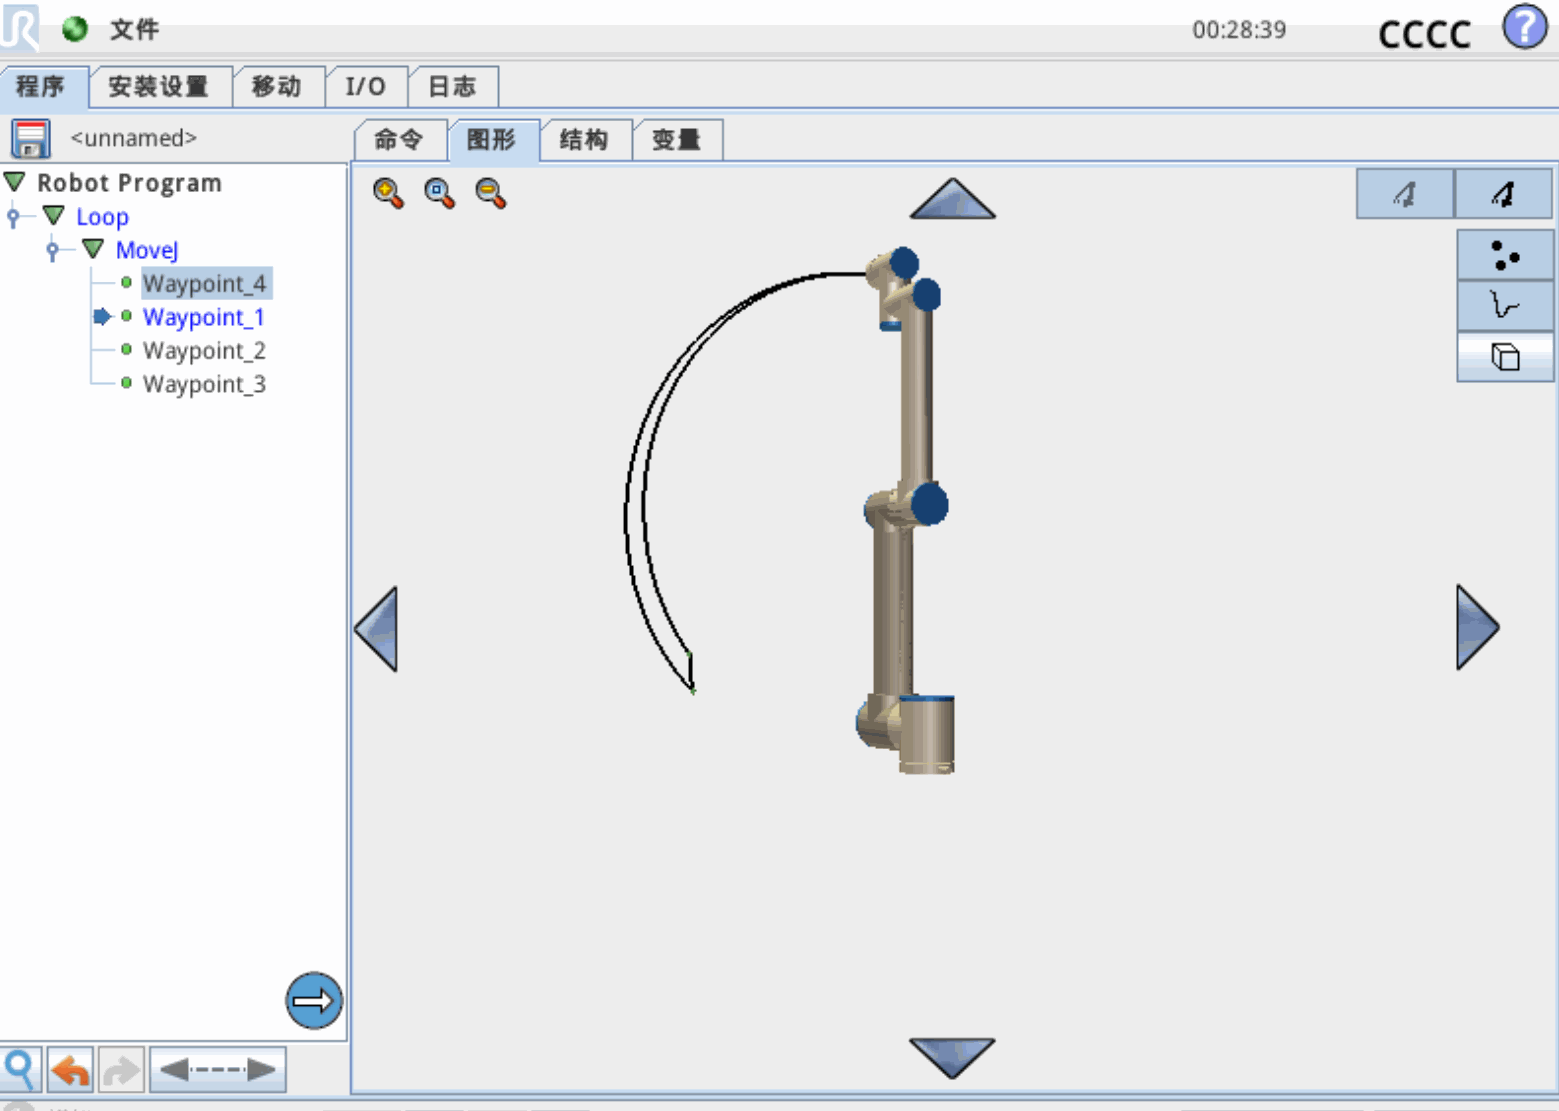 文件 00:28:39 CCCC ?
程序 安装设置 移动 I/O 日志
<unnamed> 命令 图形 结构 变量
Robot Program
Loop
MoveJ
Waypoint_4
Waypoint_1
Waypoint_2
Waypoint_3